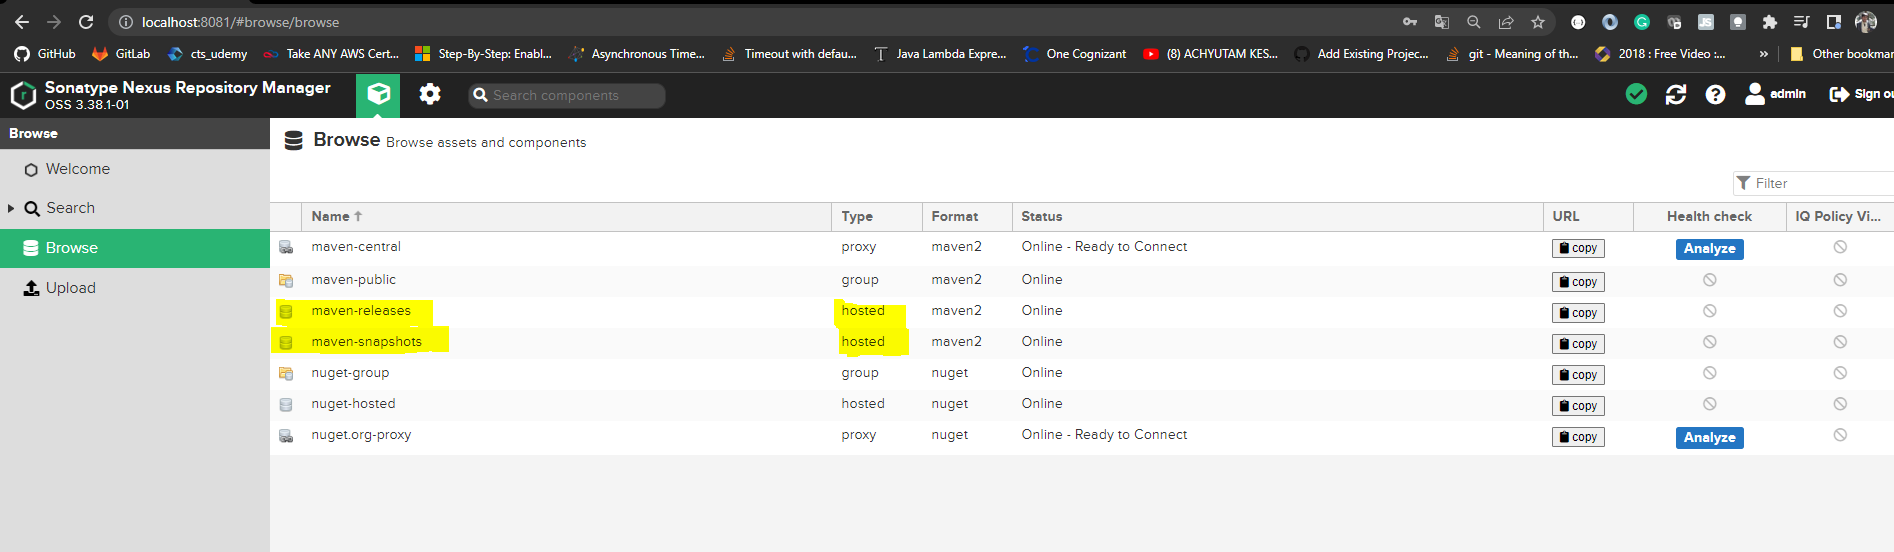 localhost:8081/#browse/browse
GitHub GitLab cts_udemy Take ANY AWS Cert... Step-By-Step: Enabl... Asynchronous Time... Timeout with defau... Java Lambda Expre... One Cognizant (8) ACHYUTAM KES... Add Existing Projec... git - Meaning of th... 2018 : Free Video :... » Other bookmar
Sonatype Nexus Repository Manager
OSS 3.38.1-01
Search components
admin Sign ou
Browse
Welcome
Search
Browse
Upload
Browse Browse assets and components
Filter
Name Type Format Status URL Health check IQ Policy Vi...
maven-central proxy maven2 Online - Ready to Connect copy Analyze
maven-public group maven2 Online copy
maven-releases hosted maven2 Online copy
maven-snapshots hosted maven2 Online copy
nuget-group group nuget Online copy
nuget-hosted hosted nuget Online copy
nuget.org-proxy proxy nuget Online - Ready to Connect copy Analyze